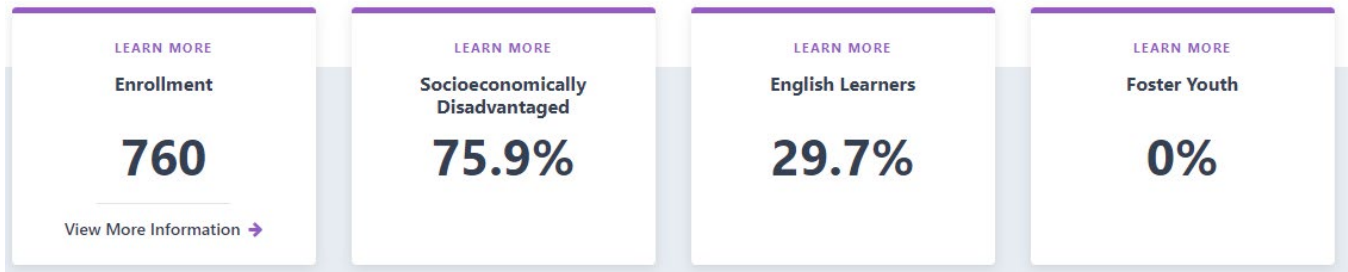 LEARN MORE
Enrollment
760
View More Information
LEARN MORE
Socioeconomically
Disadvantaged
75.9%
LEARN MORE
English Learners
29.7%
LEARN MORE
Foster Youth
0%